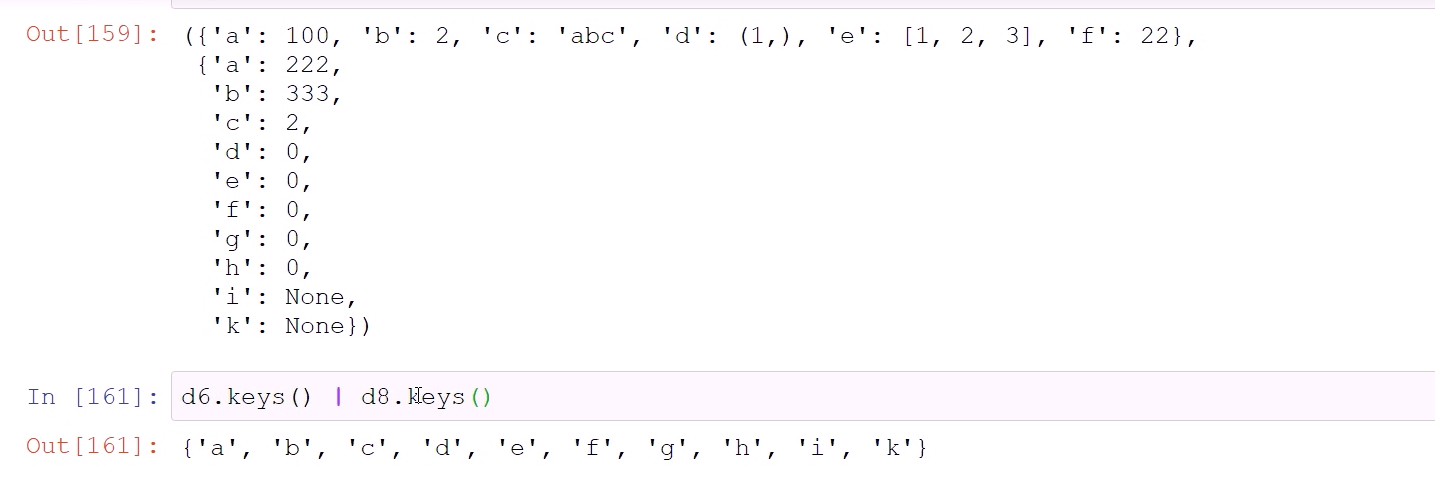 Out[159]: ({'a': 100, 'b': 2, 'c': 'abc', 'd': (1,), 'e': [1, 2, 3], 'f': 22},
{'a': 222,
'b': 333,
'c': 2,
'd': 0,
'e': 0,
'f': 0,
'g': 0,
'h': 0,
'i': None,
'k': None})
In [161]: d6.keys() | d8.keys()
Out[161]: {'a', 'b', 'c', 'd', 'e', 'f', 'g', 'h', 'i', 'k'}